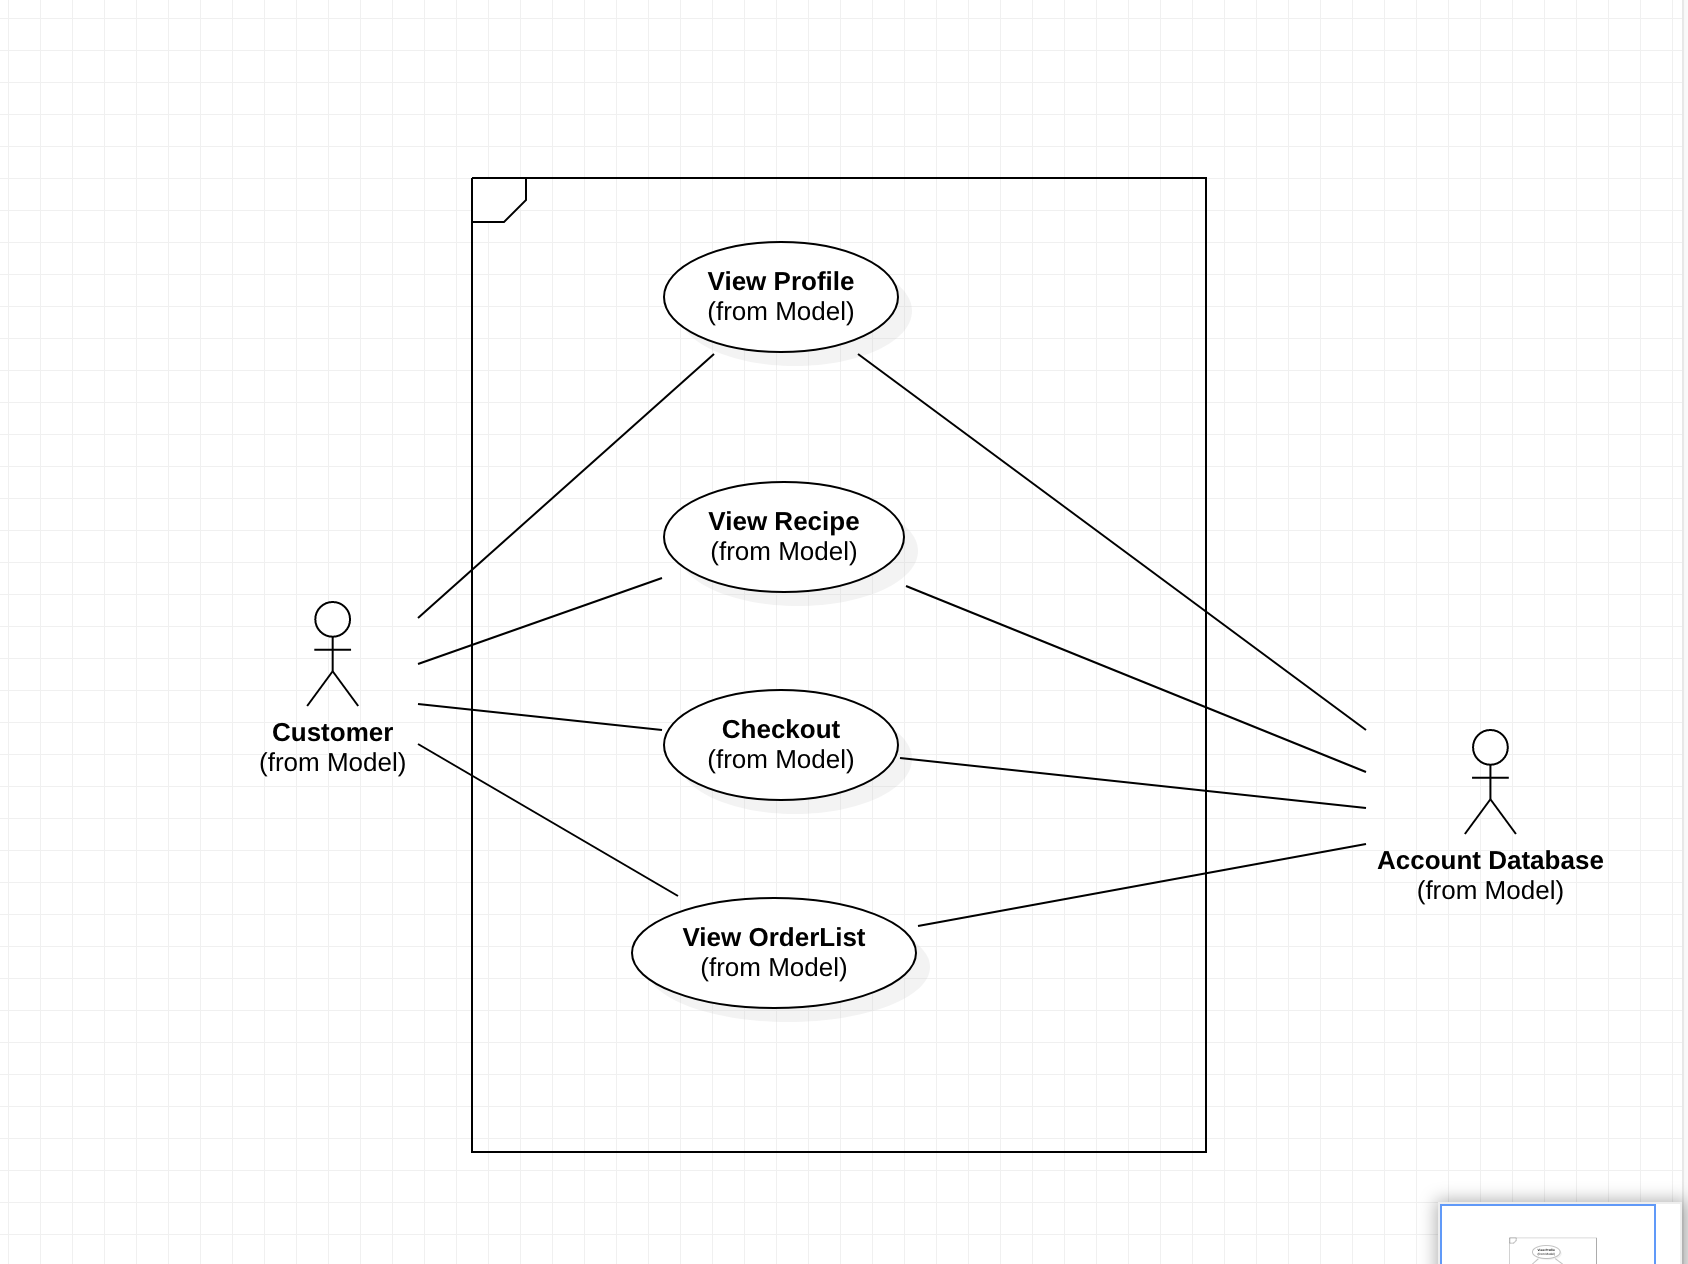 View Profile
(from Model)
View Recipe
(from Model)
Customer
(from Model)
Checkout
(from Model)
Account Database
(from Model)
View OrderList
(from Model)